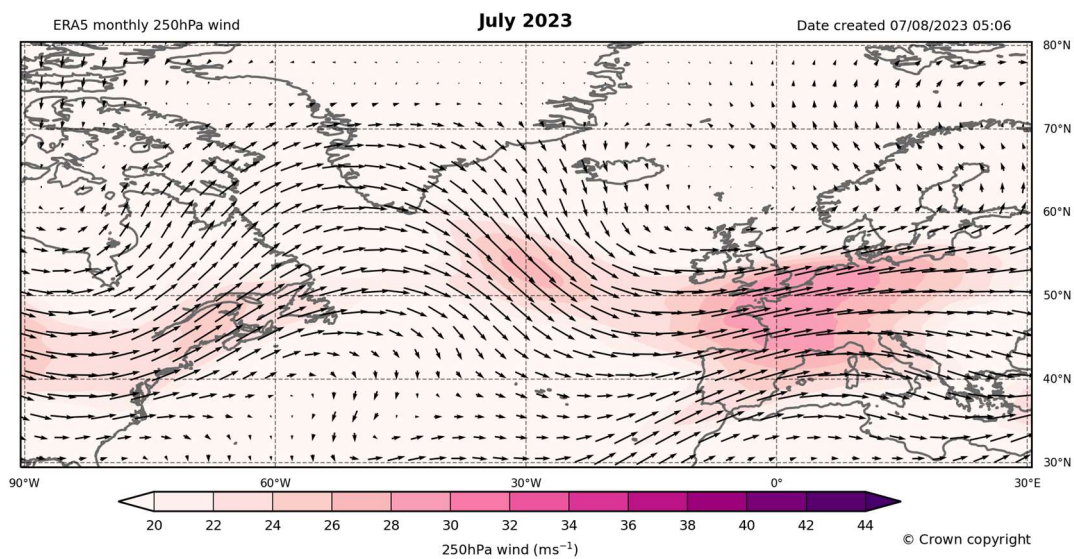 ERA5 monthly 250hPa wind
July 2023
Date created 07/08/2023 05:06
80°N
70°N
60°N
50°N
40°N
30°N
90°W 60°W 30°W 0° 30°E
20 22 24 26 28 30 32 34 36 38 40 42 44
250hPa wind (ms⁻¹)
© Crown copyright